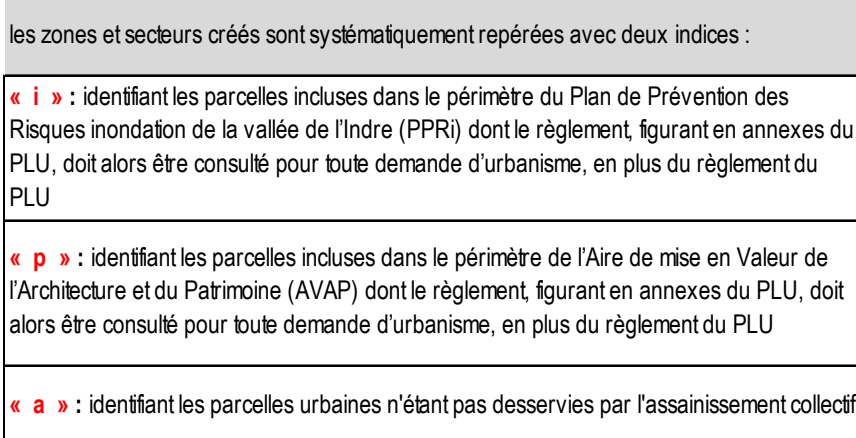 les zones et secteurs créés sont systématiquement repérées avec deux indices :
« i » : identifiant les parcelles incluses dans le périmètre du Plan de Prévention des
Risques inondation de la vallée de l'Indre (PPRi) dont le règlement, figurant en annexes du
PLU, doit alors être consulté pour toute demande d'urbanisme, en plus du règlement du
PLU
« p » : identifiant les parcelles incluses dans le périmètre de l'Aire de mise en Valeur de
l'Architecture et du Patrimoine (AVAP) dont le règlement, figurant en annexes du PLU, doit
alors être consulté pour toute demande d'urbanisme, en plus du règlement du PLU
« a » : identifiant les parcelles urbaines n'étant pas desservies par l'assainissement collectif